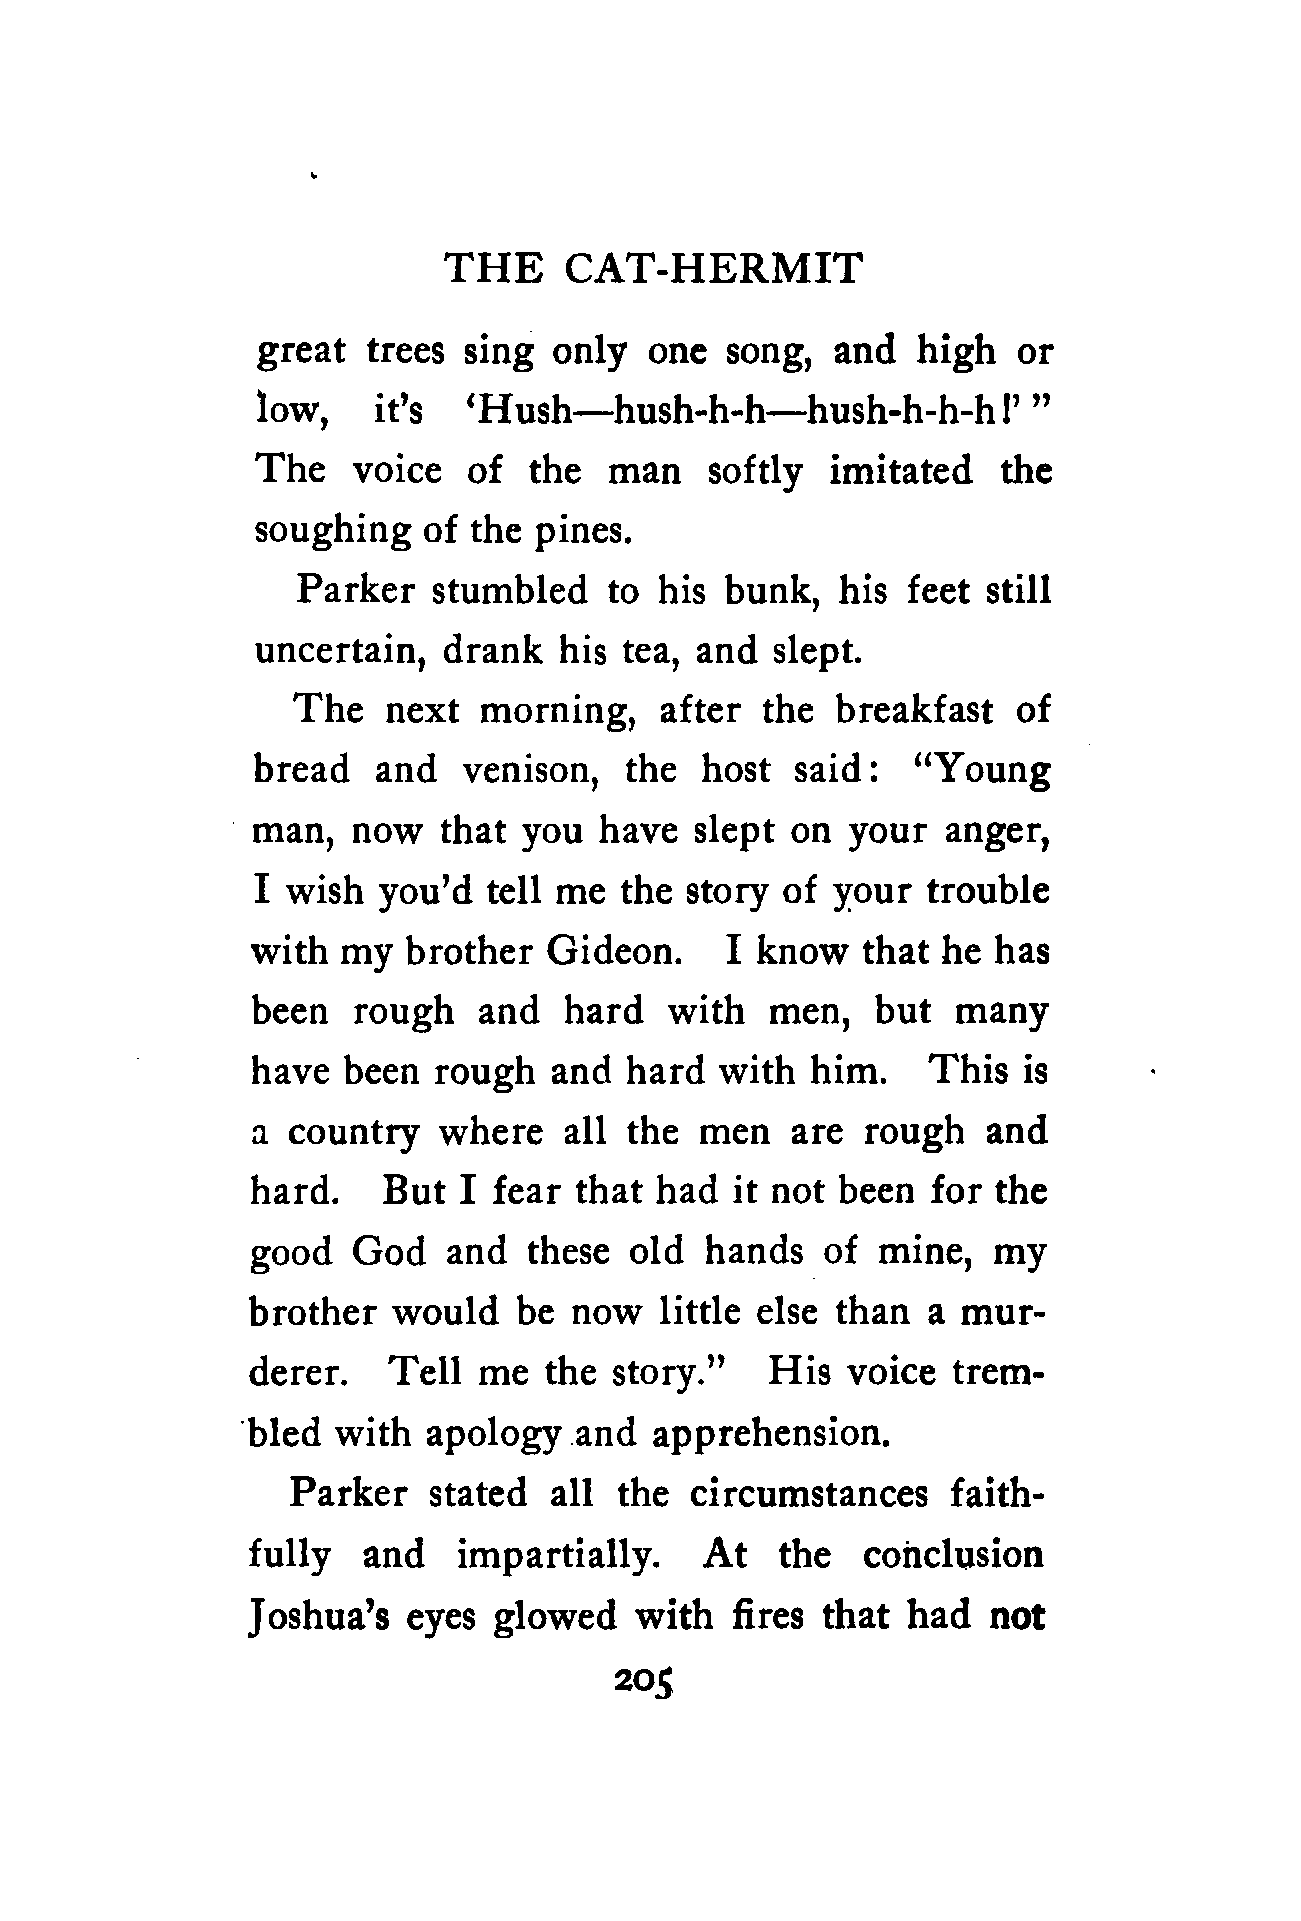 THE CAT-HERMIT
great trees sing only one song, and high or
low, it's 'Hush—hush-h-h—hush-h-h-h!' "
The voice of the man softly imitated the
soughing of the pines.
Parker stumbled to his bunk, his feet still
uncertain, drank his tea, and slept.
The next morning, after the breakfast of
bread and venison, the host said: "Young
man, now that you have slept on your anger,
I wish you'd tell me the story of your trouble
with my brother Gideon. I know that he has
been rough and hard with men, but many
have been rough and hard with him. This is
a country where all the men are rough and
hard. But I fear that had it not been for the
good God and these old hands of mine, my
brother would be now little else than a mur-
derer. Tell me the story." His voice trem-
bled with apology and apprehension.
Parker stated all the circumstances faith-
fully and impartially. At the conclusion
Joshua's eyes glowed with fires that had not
205